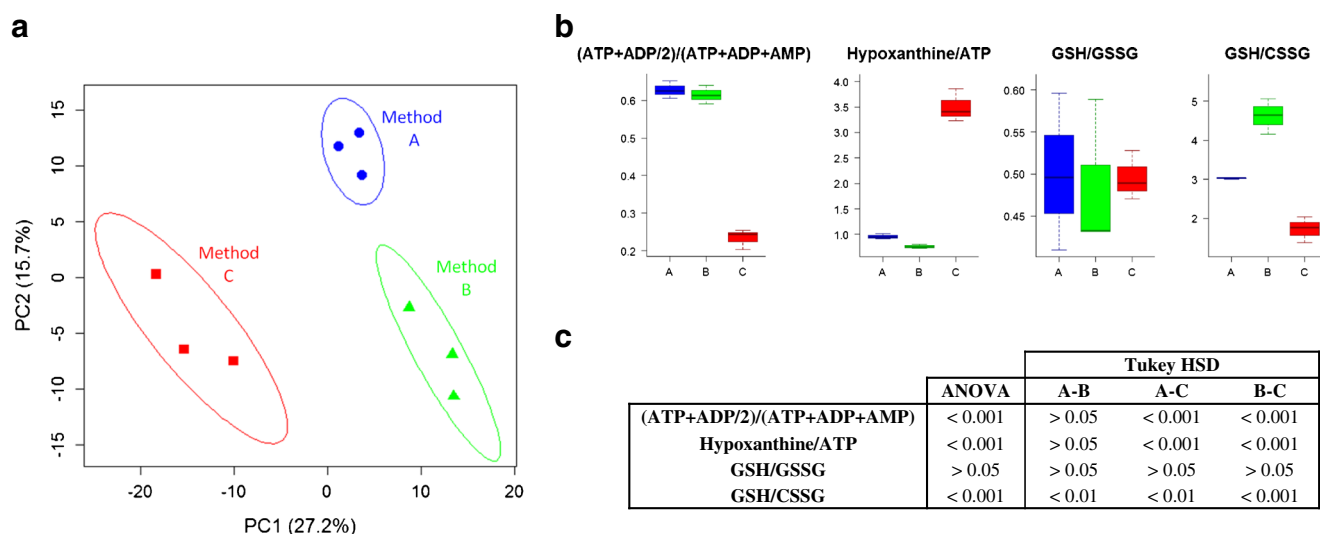 a
PC2 (15.7%)
15
10
5
0
-5
-10
-15
Method
A
Method
C
Method
B
-20
-10
0
10
20
PC1 (27.2%)
b
(ATP+ADP/2)/(ATP+ADP+AMP)
0.6
0.5
0.4
0.3
0.2
A B C
Hypoxanthine/ATP
4.0
3.5
3.0
2.5
2.0
1.5
1.0
A B C
GSH/GSSG
0.60
0.55
0.50
0.45
A B C
GSH/CSSG
5
4
3
2
A B C
c
Tukey HSD
ANOVA A-B A-C B-C
(ATP+ADP/2)/(ATP+ADP+AMP) < 0.001 > 0.05 < 0.001 < 0.001
Hypoxanthine/ATP < 0.001 > 0.05 < 0.001 < 0.001
GSH/GSSG > 0.05 > 0.05 > 0.05 > 0.05
GSH/CSSG < 0.001 < 0.01 < 0.01 < 0.001